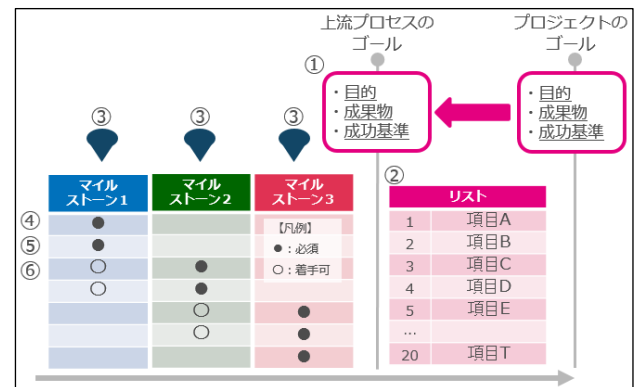 上流プロセスの
ゴール
プロジェクトの
ゴール
①
・目的
・成果物
・成功基準
・目的
・成果物
・成功基準
③
③
③
マイル
ストーン1
マイル
ストーン2
マイル
ストーン3
②
リスト
1 項目A
2 項目B
3 項目C
4 項目D
5 項目E
...
20 項目T
④ ●
⑤ ●
⑥ ○ ●
○ ●
○ ●
○ ●
●
【凡例】
●：必須
○：着手可